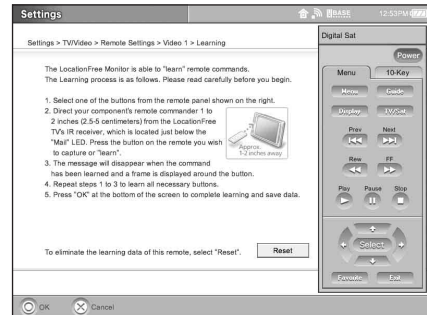 Settings
BASE 12:53PM
Settings > TV/Video > Remote Settings > Video 1 > Learning
The LocationFree Monitor is able to "learn" remote commands.
The Learning process is as follows. Please read carefully before you begin.
1. Select one of the buttons from the remote panel shown on the right.
2. Direct your component's remote commander 1 to
2 inches (2.5-5 centimeters) from the LocationFree
TV's IR receiver, which is located just below the
"Mail" LED. Press the button on the remote you wish
to capture or "learn".
Approx.
1-2 inches away
3. The message will disappear when the command
has been learned and a frame is displayed around the button.
4. Repeat steps 1 to 3 to learn all necessary buttons.
5. Press "OK" at the bottom of the screen to complete learning and save data.
To eliminate the learning data of this remote, select "Reset".
Reset
OK
Cancel
Digital Sat
Power
Menu 10-Key
Menu Guide
Display TV/Sat
Prev Next
Rew FF
Play Pause Stop
Select
Favorite Exit